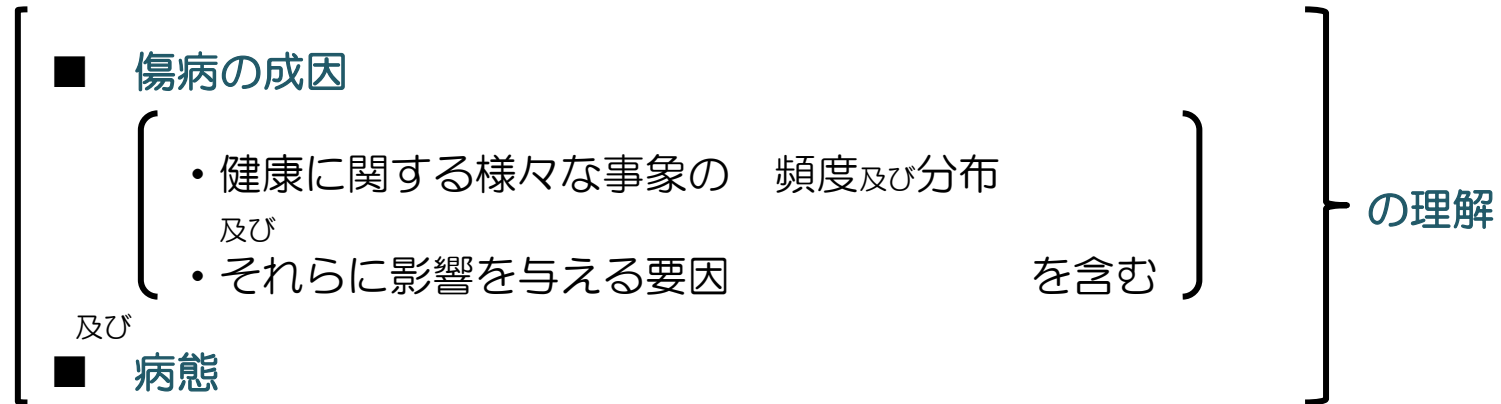 ■ 傷病の成因
・健康に関する様々な事象の 頻度及び分布
及び
・それらに影響を与える要因 を含む
及び
■ 病態
の理解